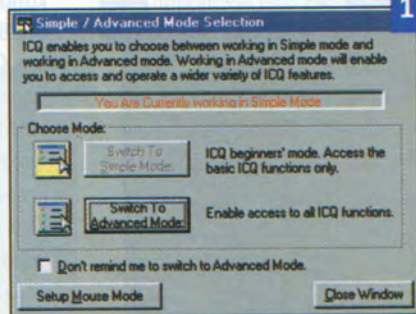 1
Simple / Advanced Mode Selection
ICQ enables you to choose between working in Simple mode and
working in Advanced mode. Working in Advanced mode will enable
you to access and operate a wider variety of ICQ features.
You Are Currently working in Simple Mode
Choose Mode:
Switch To
Simple Mode
ICQ beginners' mode. Access the
basic ICQ functions only.
Switch To
Advanced Mode
Enable access to all ICQ functions.
Don't remind me to switch to Advanced Mode.
Setup Mouse Mode
Close Window